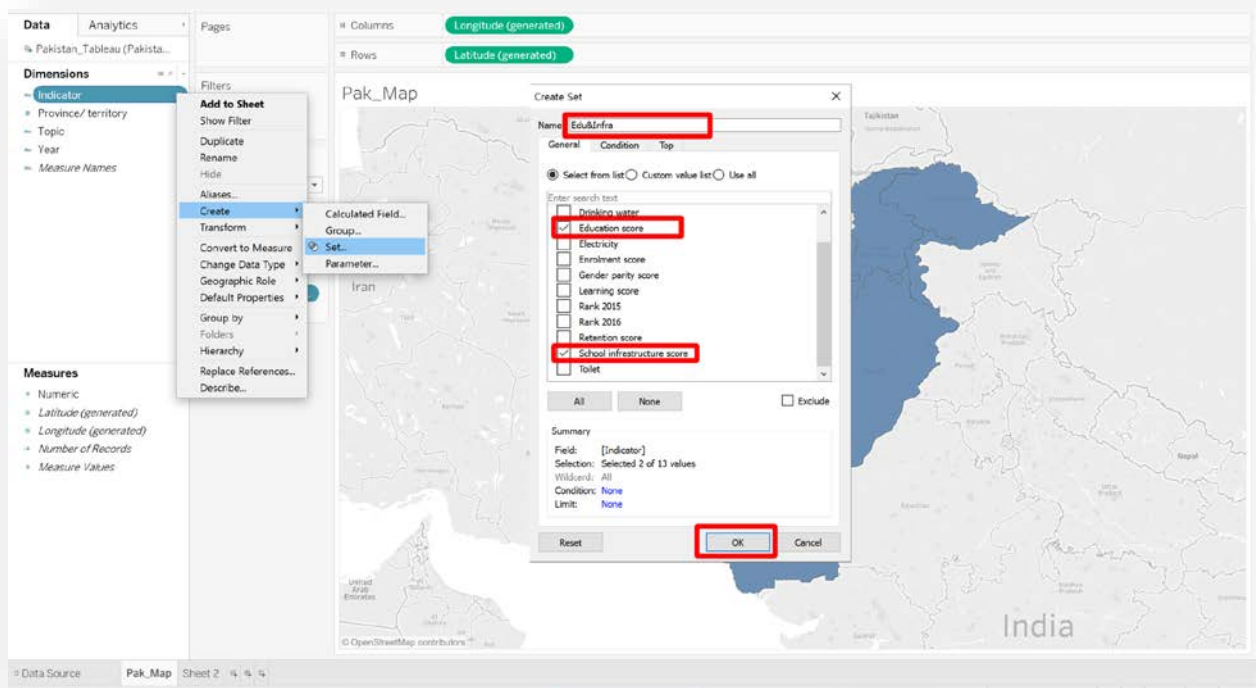 Data Analytics
Pakistan_Tableau (Pakista...
Dimensions
Indicator
Province/ territory
Topic
Year
Measure Names
Measures
Numeric
Latitude (generated)
Longitude (generated)
Number of Records
Measure Values
Pages
Filters
Add to Sheet
Show Filter
Duplicate
Rename
Hide
Aliases...
Create
Transform
Convert to Measure
Change Data Type
Geographic Role
Default Properties
Group by
Folders
Hierarchy
Replace References...
Describe...
Calculated Field...
Group...
Set...
Parameter...
Columns Longitude (generated)
Rows Latitude (generated)
Pak_Map
Create Set
Name: Edu&Infra
General Condition Top
Select from list Custom value list Use all
Enter search text
Drinking water
Education score
Electricity
Enrolment score
Gender parity score
Learning score
Rank 2015
Rank 2016
Retention score
School infrastructure score
Toilet
All None Exclude
Summary
Field: [Indicator]
Selection: Selected 2 of 13 values
Wildcard: All
Condition: None
Limit: None
Reset OK Cancel
Tajikistan
Iran
Nepal
United
Arab
Emirates
India
© OpenStreetMap contributors
Data Source Pak_Map Sheet 2